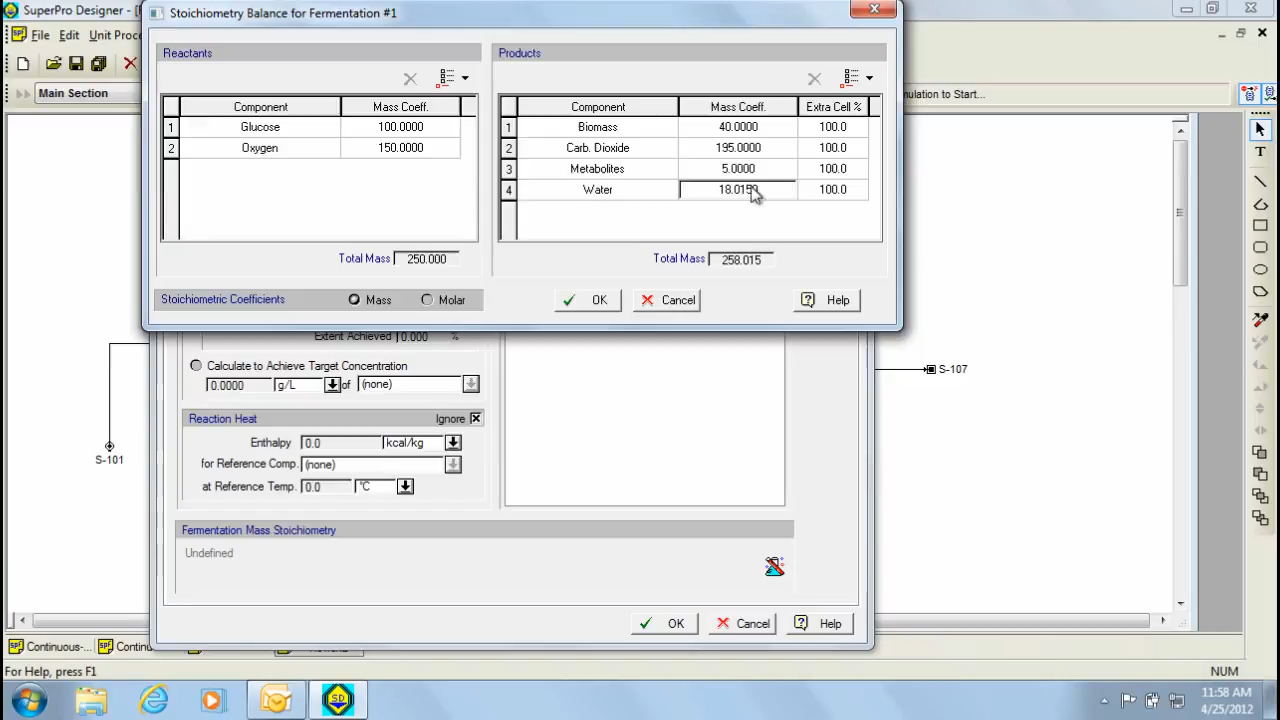 SuperPro Designer - [
Stoichiometry Balance for Fermentation #1
File Edit Unit Proc
Reactants
Products
Main Section
mulation to Start...
Component Mass Coeff.
1 Glucose 100.0000
2 Oxygen 150.0000
Component Mass Coeff. Extra Cell %
1 Biomass 40.0000 100.0
2 Carb. Dioxide 195.0000 100.0
3 Metabolites 5.0000 100.0
4 Water 18.0150 100.0
Total Mass 250.000
Total Mass 258.015
Stoichiometric Coefficients Mass Molar
OK Cancel Help
Extent Achieved 0.000 %
Calculate to Achieve Target Concentration
0.0000 g/L of (none)
Reaction Heat Ignore
Enthalpy 0.0 kcal/kg
for Reference Comp. (none)
at Reference Temp. 0.0 °C
S-101
S-107
Fermentation Mass Stoichiometry
Undefined
OK Cancel Help
Continuous-... Contin
For Help, press F1
NUM
11:58 AM
4/25/2012